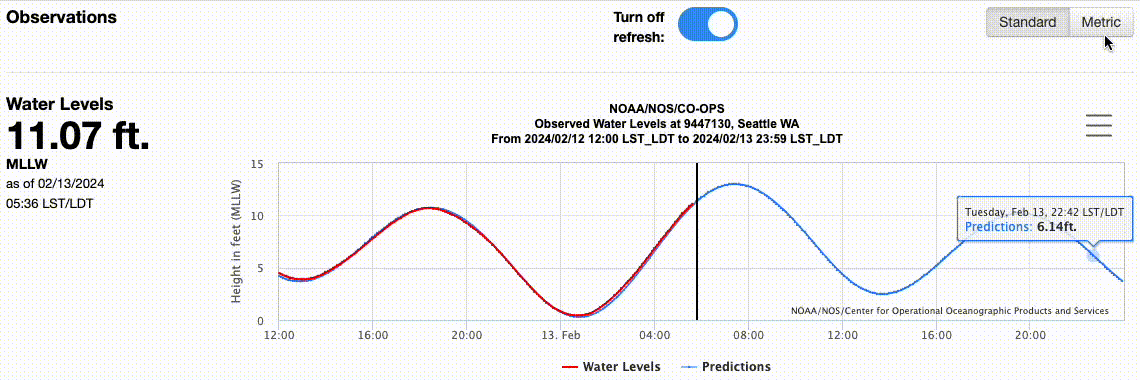 Observations
Turn off
refresh:
Standard
Metric
Water Levels
11.07 ft.
MLLW
as of 02/13/2024
05:36 LST/LDT
NOAA/NOS/CO-OPS
Observed Water Levels at 9447130, Seattle WA
From 2024/02/12 12:00 LST_LDT to 2024/02/13 23:59 LST_LDT
Height in feet (MLLW)
15
10
5
0
Tuesday, Feb 13, 22:42 LST/LDT
Predictions: 6.14ft.
NOAA/NOS/Center for Operational Oceanographic Products and Services
12:00 16:00 20:00 13. Feb 04:00 08:00 12:00 16:00 20:00
Water Levels Predictions